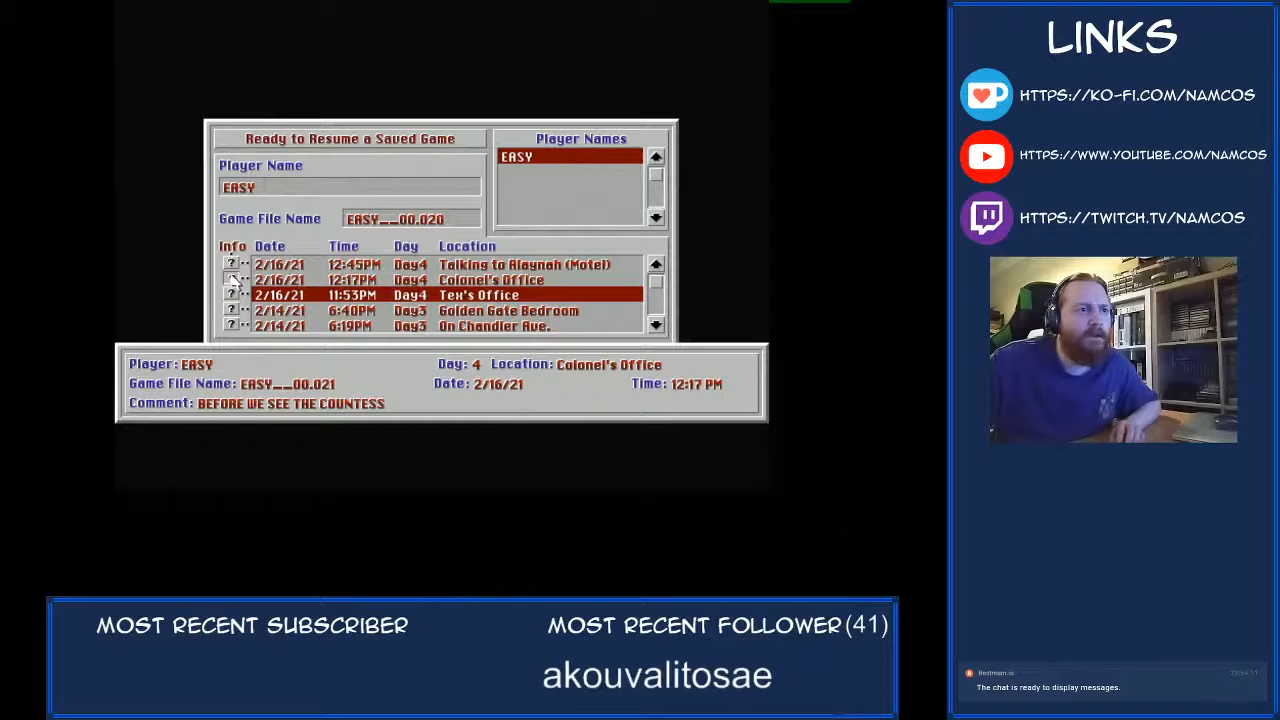 Ready to Resume a Saved Game
Player Names
EASY
Player Name
EASY
Game File Name EASY__00.020
Info Date Time Day Location
? 2/16/21 12:45PM Day4 Talking to Alaynah (Motel)
2/16/21 12:17PM Day4 Colonel's Office
? 2/16/21 11:53PM Day4 Tex's Office
? 2/14/21 6:40PM Day3 Golden Gate Bedroom
? 2/14/21 6:19PM Day3 On Chandler Ave.
Player: EASY Day: 4 Location: Colonel's Office
Game File Name: EASY__00.021 Date: 2/16/21 Time: 12:17 PM
Comment: BEFORE WE SEE THE COUNTESS
LINKS
HTTPS://KO-FI.COM/NAMCOS
HTTPS://WWW.YOUTUBE.COM/NAMCOS
HTTPS://TWITCH.TV/NAMCOS
MOST RECENT SUBSCRIBER
MOST RECENT FOLLOWER (41)
akouvalitosae
Restream.io
The chat is ready to display messages.